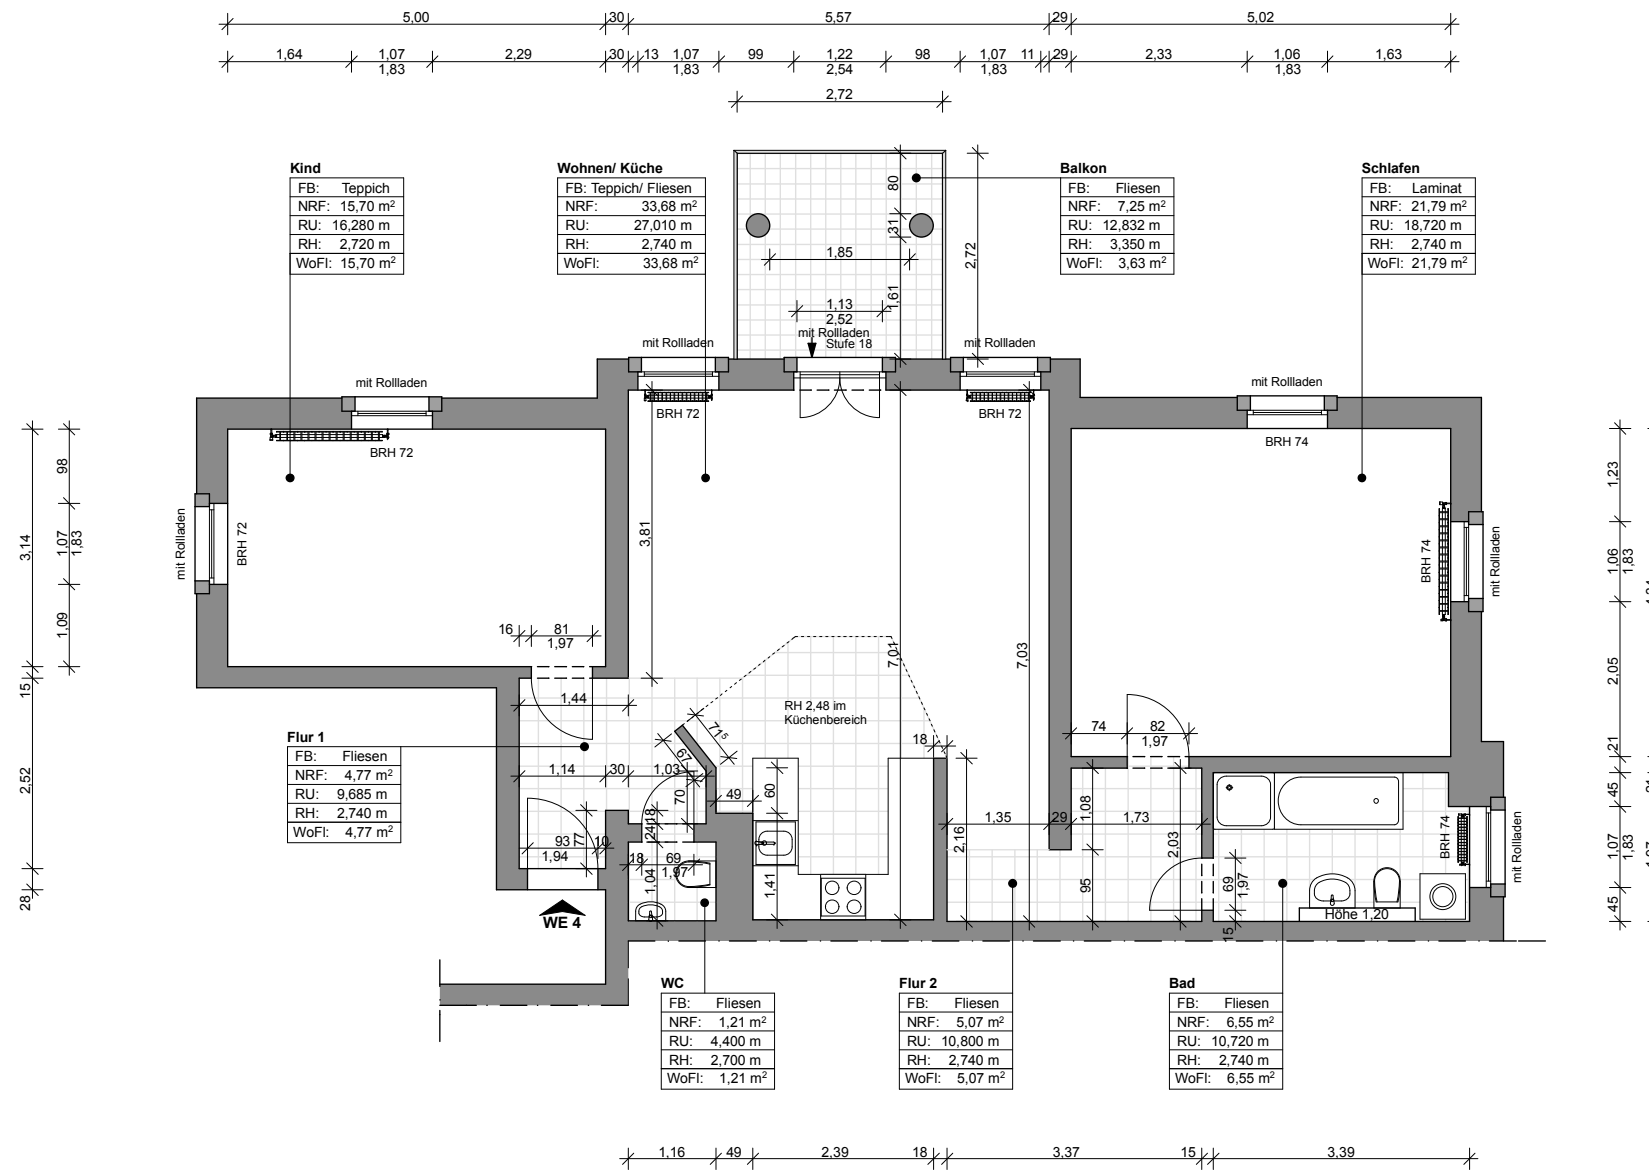 5,00 30 5,57 29 5,02
1,64 1,07 2,29 30 13 1,07 99 1,22 98 1,07 11 29 2,33 1,06 1,63
1,83 1,83 2,54 1,83 1,83
2,72
Kind
FB: Teppich
NRF: 15,70 m²
RU: 16,280 m
RH: 2,720 m
WoFl: 15,70 m²
Wohnen/ Küche
FB: Teppich/ Fliesen
NRF: 33,68 m²
RU: 27,010 m
RH: 2,740 m
WoFl: 33,68 m²
Balkon
FB: Fliesen
NRF: 7,25 m²
RU: 12,832 m
RH: 3,350 m
WoFl: 3,63 m²
Schlafen
FB: Laminat
NRF: 21,79 m²
RU: 18,720 m
RH: 2,740 m
WoFl: 21,79 m²
80
31
1,85
2,72
1,61
1,13
2,52
mit Rollladen
Stufe 18
mit Rollladen
mit Rollladen
mit Rollladen
mit Rollladen
BRH 72
BRH 72
BRH 72
BRH 74
98
3,14
1,07
1,83
1,09
15
2,52
28
mit Rollladen
BRH 72
3,81
7,01
7,03
BRH 74
mit Rollladen
1,23
1,06
1,83
2,05
21
45
1,07
1,83
45
16 81
1,97
1,44
RH 2,48 im
Küchenbereich
71⁵
67
18
74 82
1,97
Flur 1
FB: Fliesen
NRF: 4,77 m²
RU: 9,685 m
RH: 2,740 m
WoFl: 4,77 m²
1,14 30 1,03
70
49
60
18
24
77
93 10
1,94
18 69
1,97
1,04
1,41
2,16
1,35 29 1,73
1,08
2,03
95
69
1,97
15
BRH 74
mit Rollladen
Höhe 1,20
WE 4
WC
FB: Fliesen
NRF: 1,21 m²
RU: 4,400 m
RH: 2,700 m
WoFl: 1,21 m²
Flur 2
FB: Fliesen
NRF: 5,07 m²
RU: 10,800 m
RH: 2,740 m
WoFl: 5,07 m²
Bad
FB: Fliesen
NRF: 6,55 m²
RU: 10,720 m
RH: 2,740 m
WoFl: 6,55 m²
1,16 49 2,39 18 3,37 15 3,39